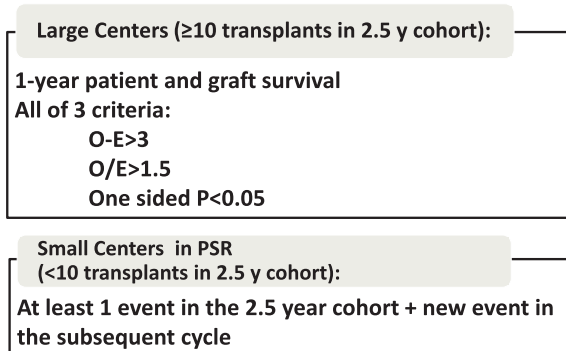 Large Centers (≥10 transplants in 2.5 y cohort):
1-year patient and graft survival
All of 3 criteria:
O-E>3
O/E>1.5
One sided P<0.05
Small Centers in PSR
(<10 transplants in 2.5 y cohort):
At least 1 event in the 2.5 year cohort + new event in
the subsequent cycle